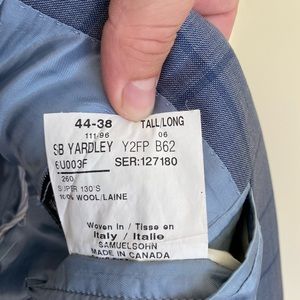 44-38 TALL/LONG
111 96 06
SB YARDLEY Y2FP B62
6U003F SER:127180
260
SUPER 130'S
100% WOOL/LAINE
Woven In / Tisse en
Italy / Italie
SAMUELSOHN
MADE IN CANADA